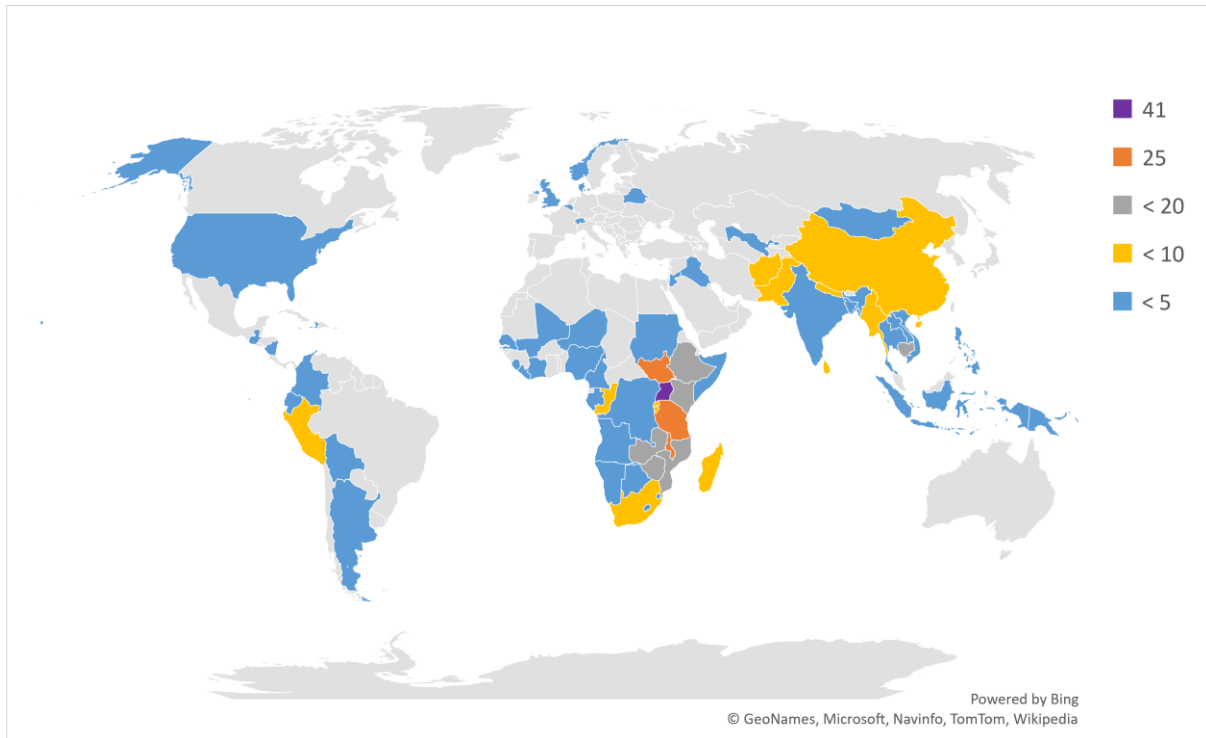 41
25
< 20
< 10
< 5
Powered by Bing
© GeoNames, Microsoft, Navinfo, TomTom, Wikipedia